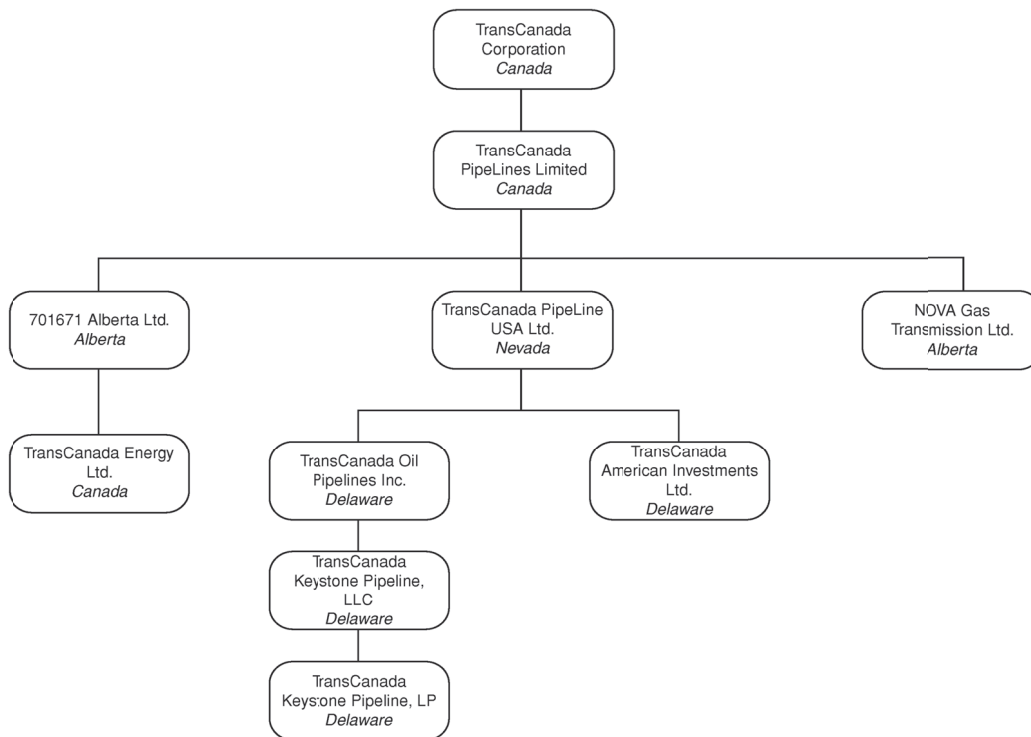 TransCanada
Corporation
Canada
TransCanada
PipeLines Limited
Canada
701671 Alberta Ltd.
Alberta
TransCanada PipeLine
USA Ltd.
Nevada
NOVA Gas
Transmission Ltd.
Alberta
TransCanada Energy
Ltd.
Canada
TransCanada Oil
Pipelines Inc.
Delaware
TransCanada
American Investments
Ltd.
Delaware
TransCanada
Keystone Pipeline,
LLC
Delaware
TransCanada
Keystone Pipeline, LP
Delaware